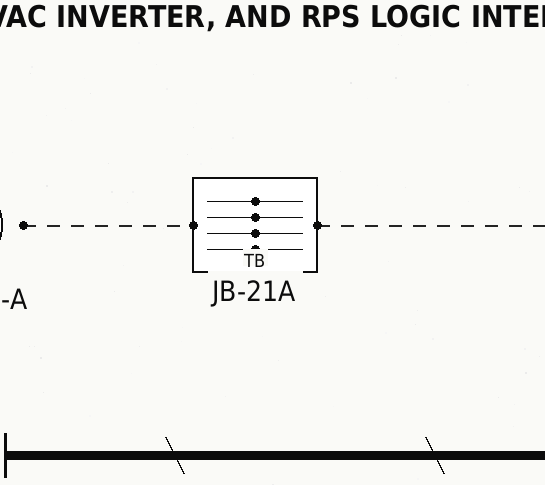 VAC INVERTER, AND RPS LOGIC INTE
TB
JB-21A
-A